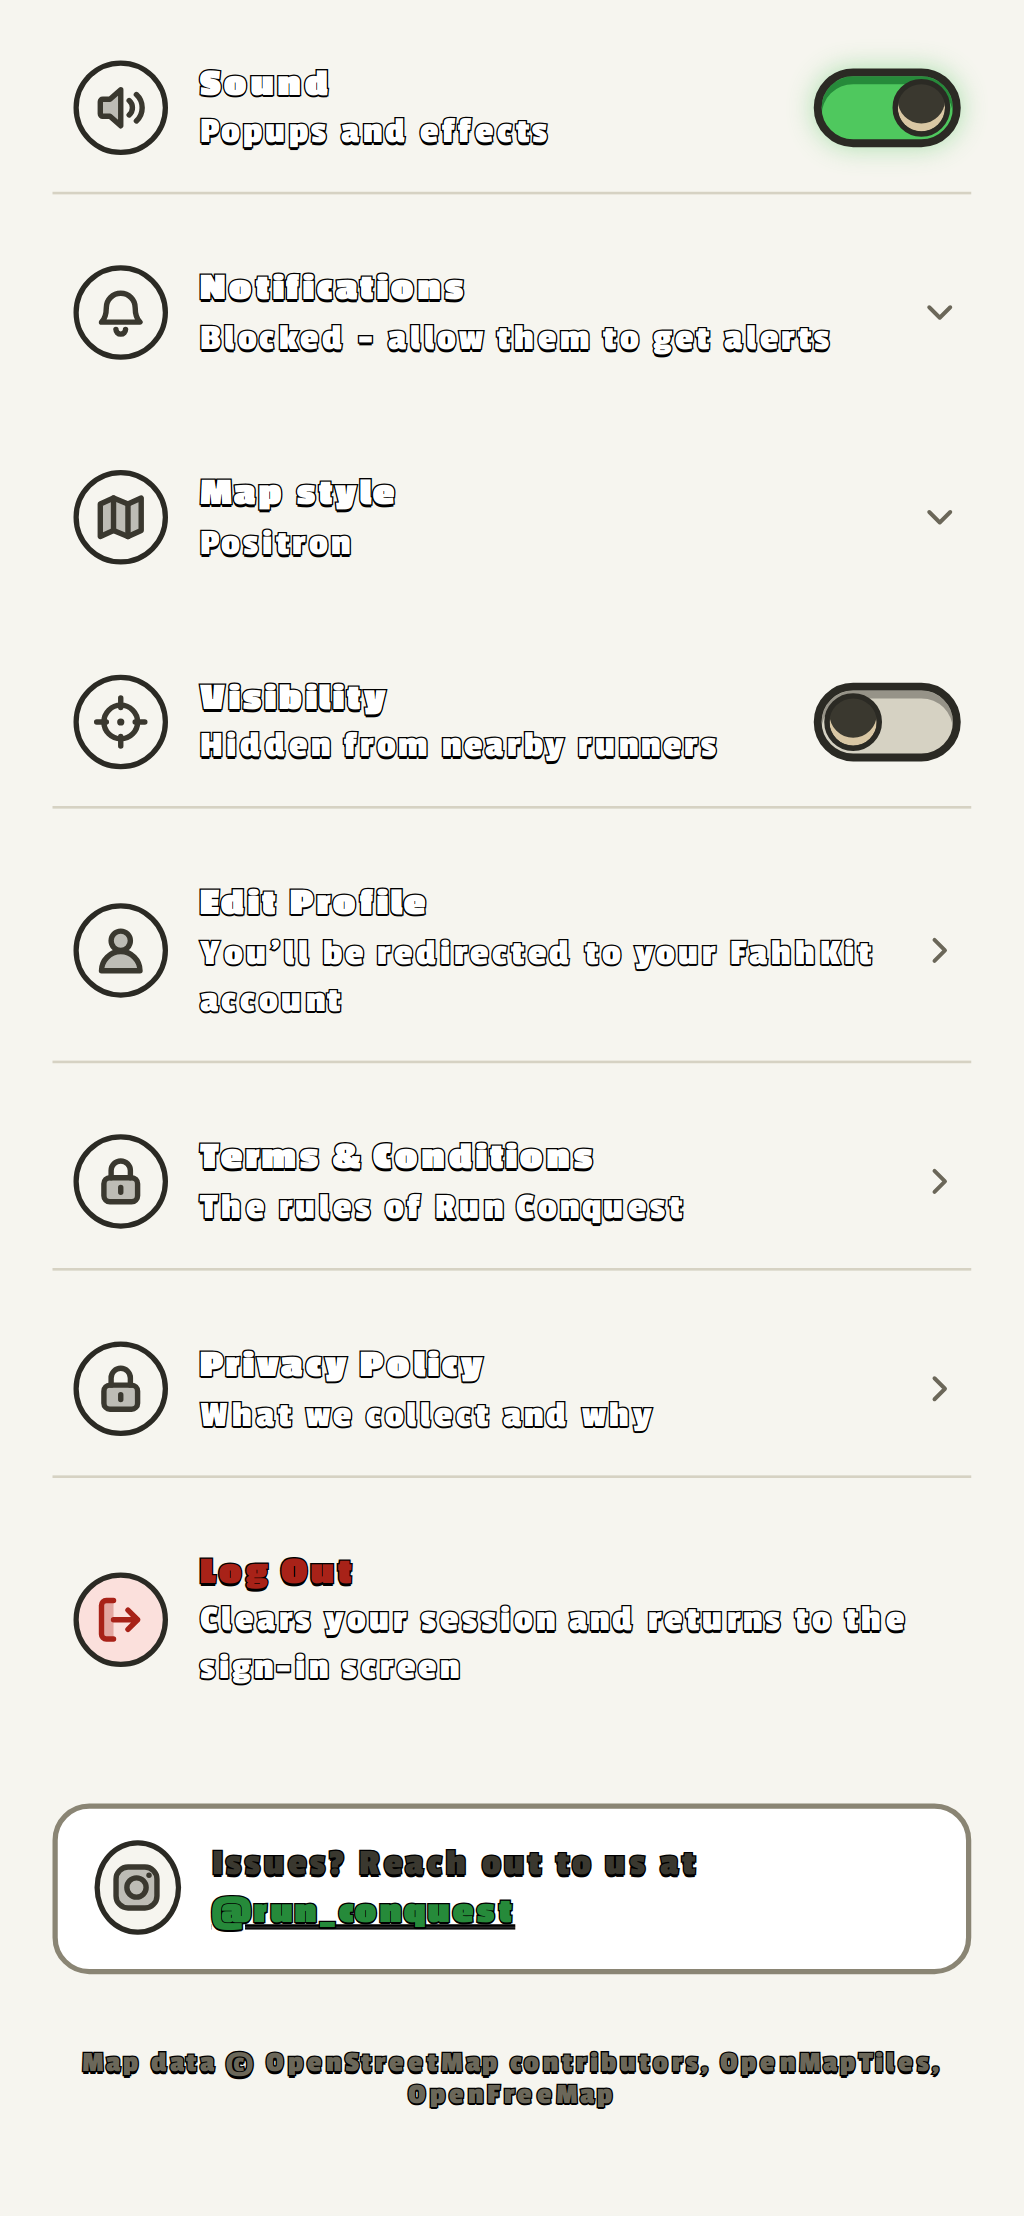 Sound
Popups and effects
Notifications
Blocked - allow them to get alerts
Map style
Positron
Visibility
Hidden from nearby runners
Edit Profile
You’ll be redirected to your FahhKit
account
Terms & Conditions
The rules of Run Conquest
Privacy Policy
What we collect and why
Log Out
Clears your session and returns to the
sign-in screen
Issues? Reach out to us at
@run_conquest
Map data © OpenStreetMap contributors, OpenMapTiles,
OpenFreeMap